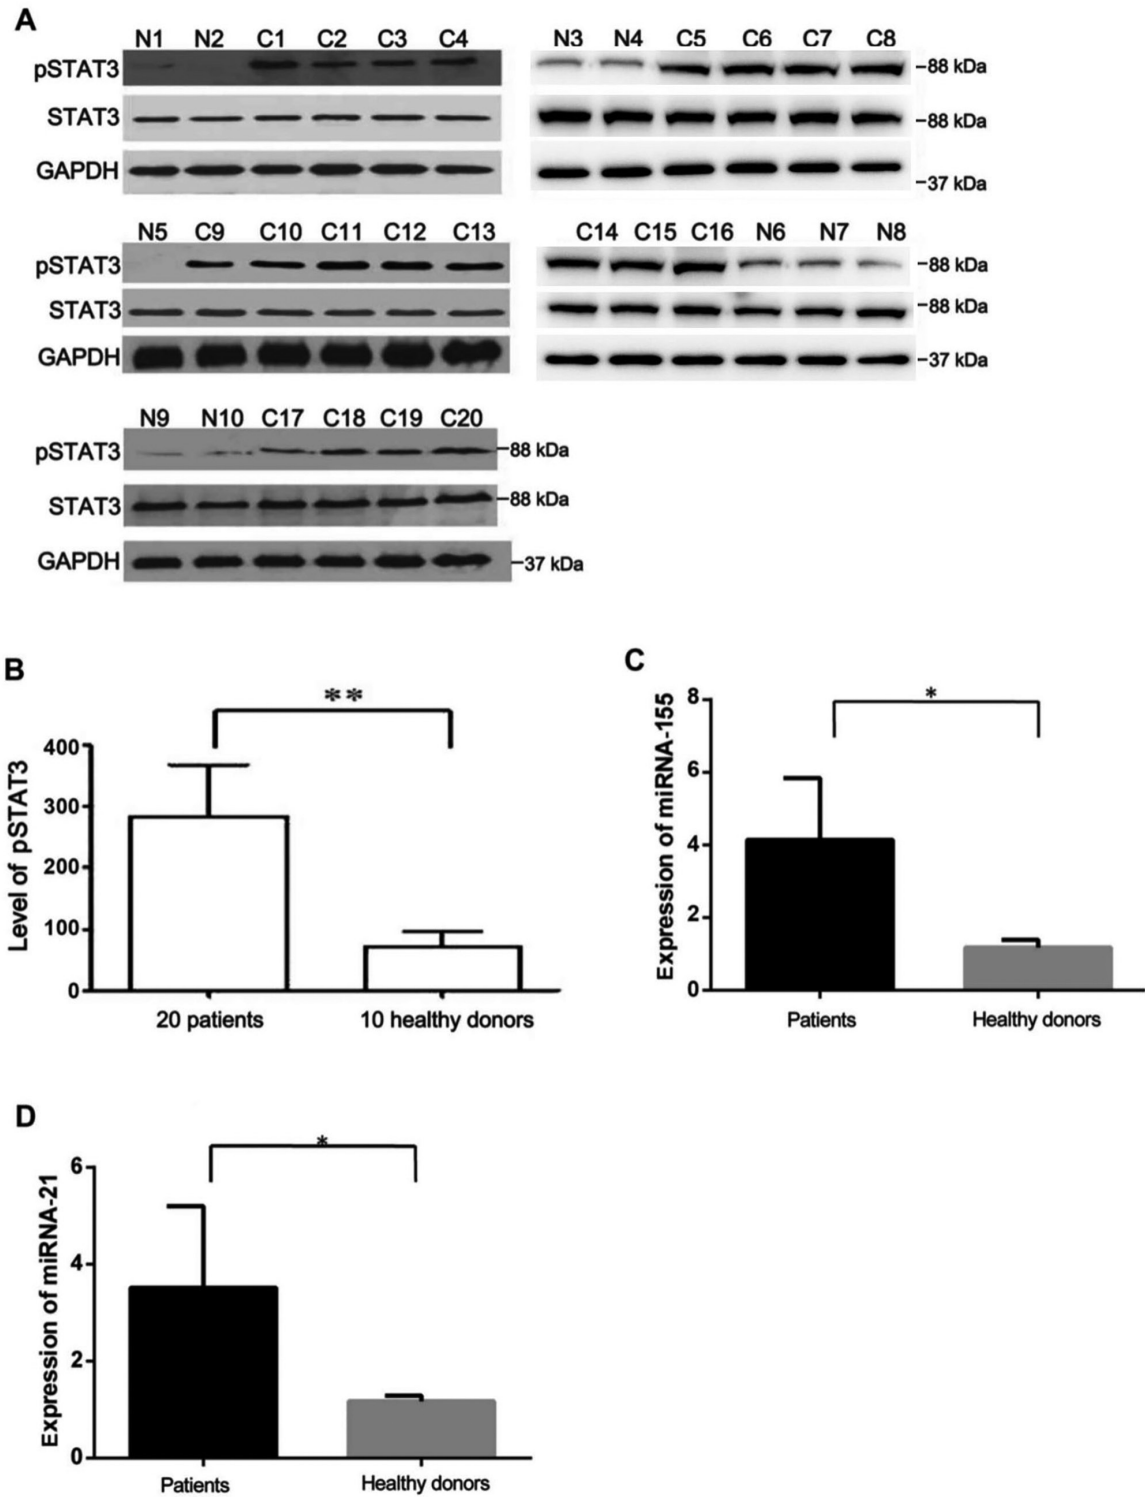 A
N1 N2 C1 C2 C3 C4
pSTAT3
STAT3
GAPDH
N3 N4 C5 C6 C7 C8
88 kDa
88 kDa
37 kDa
N5 C9 C10 C11 C12 C13
pSTAT3
STAT3
GAPDH
C14 C15 C16 N6 N7 N8
88 kDa
88 kDa
37 kDa
N9 N10 C17 C18 C19 C20
pSTAT3
88 kDa
STAT3
88 kDa
GAPDH
37 kDa
B
**
Level of pSTAT3
400
300
200
100
0
20 patients
10 healthy donors
C
*
Expression of miRNA-155
8
6
4
2
0
Patients
Healthy donors
D
*
Expression of miRNA-21
6
4
2
0
Patients
Healthy donors